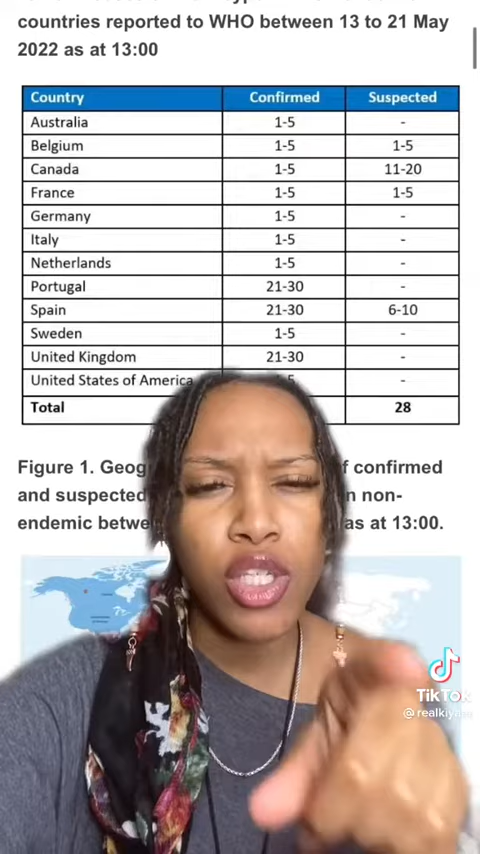 countries reported to WHO between 13 to 21 May
2022 as at 13:00
Country Confirmed Suspected
Australia 1-5 -
Belgium 1-5 1-5
Canada 1-5 11-20
France 1-5 1-5
Germany 1-5 -
Italy 1-5 -
Netherlands 1-5 -
Portugal 21-30 -
Spain 21-30 6-10
Sweden 1-5 -
United Kingdom 21-30 -
United States of America -
Total 28
Figure 1. confirmed
and suspected non-
endemic as at 13:00.
TikTok